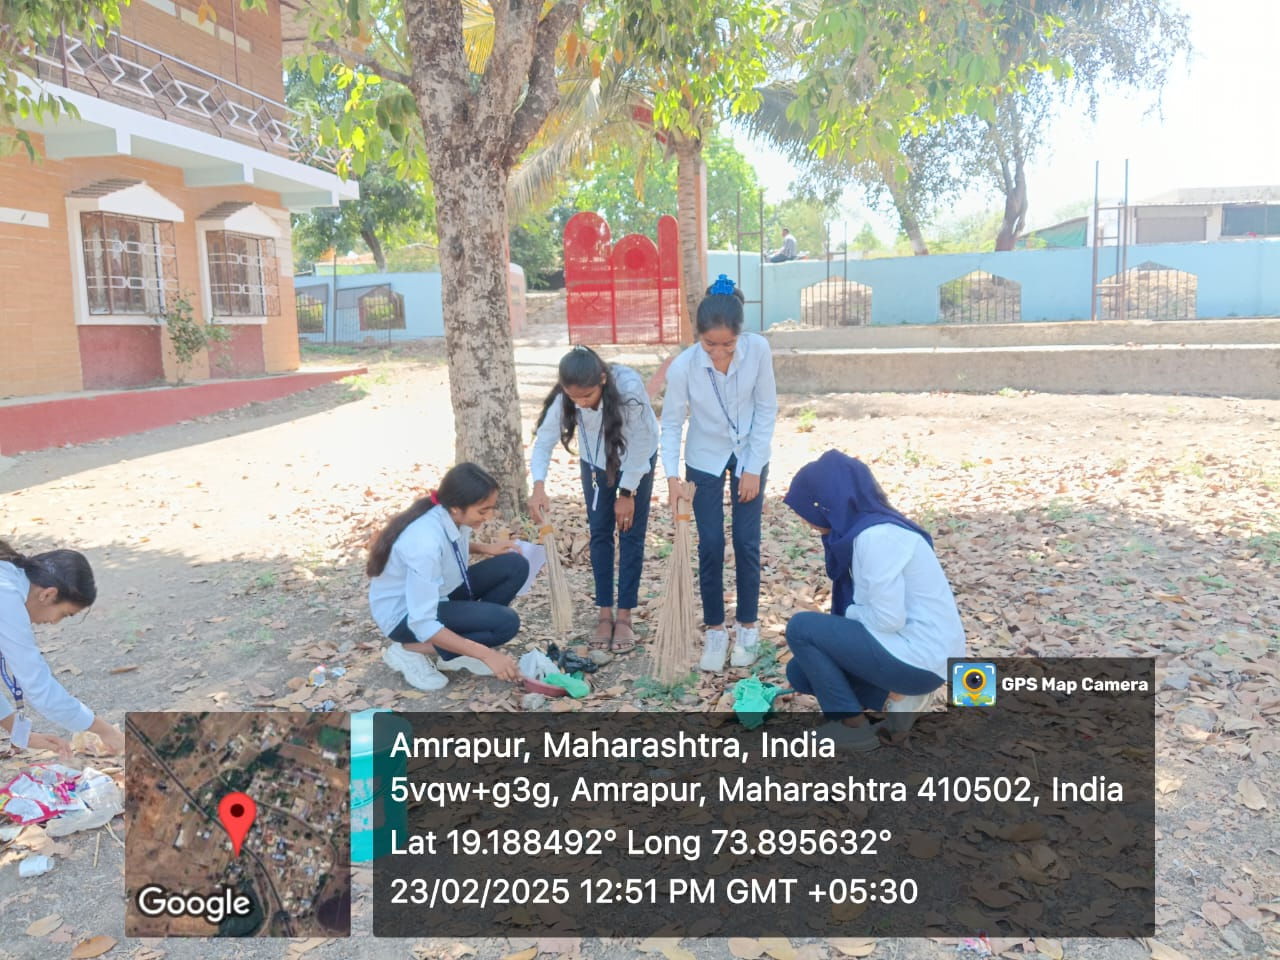 GPS Map Camera
Amrapur, Maharashtra, India
5vqw+g3g, Amrapur, Maharashtra 410502, India
Lat 19.188492° Long 73.895632°
23/02/2025 12:51 PM GMT +05:30
Google